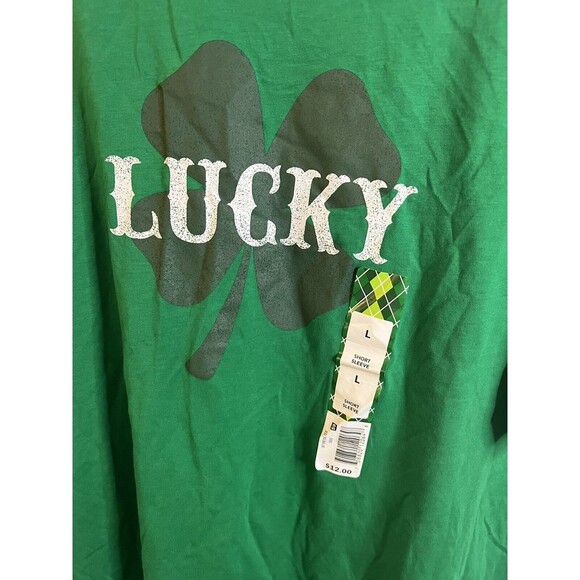 LUCKY
L
SHORT
SLEEVE
L
SHORT
SLEEVE
$12.00